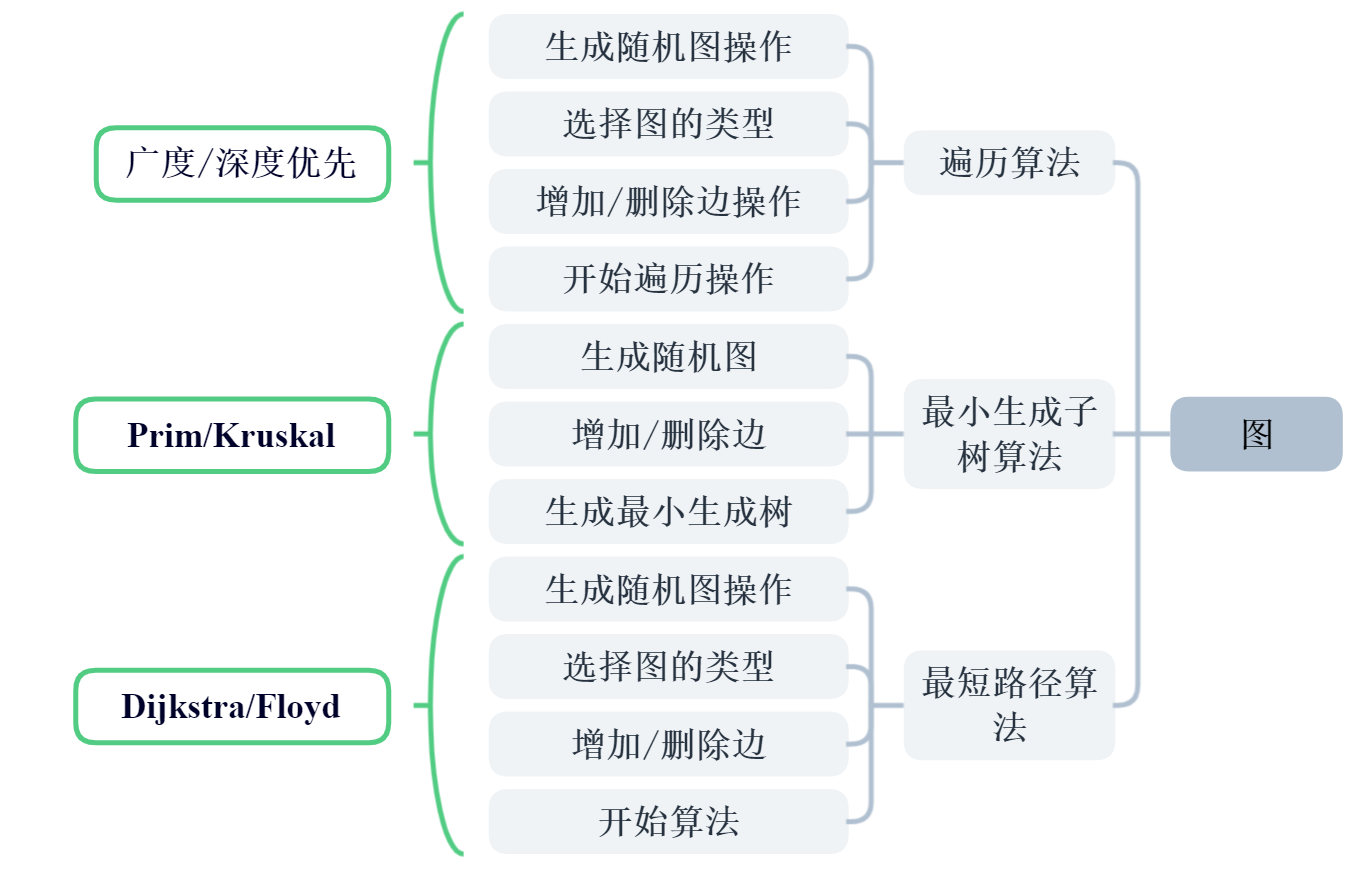 生成随机图操作
选择图的类型
广度/深度优先
遍历算法
增加/删除边操作
开始遍历操作
生成随机图
最小生成子
树算法
Prim/Kruskal
增加/删除边
图
生成最小生成树
生成随机图操作
选择图的类型
Dijkstra/Floyd
最短路径算
法
增加/删除边
开始算法